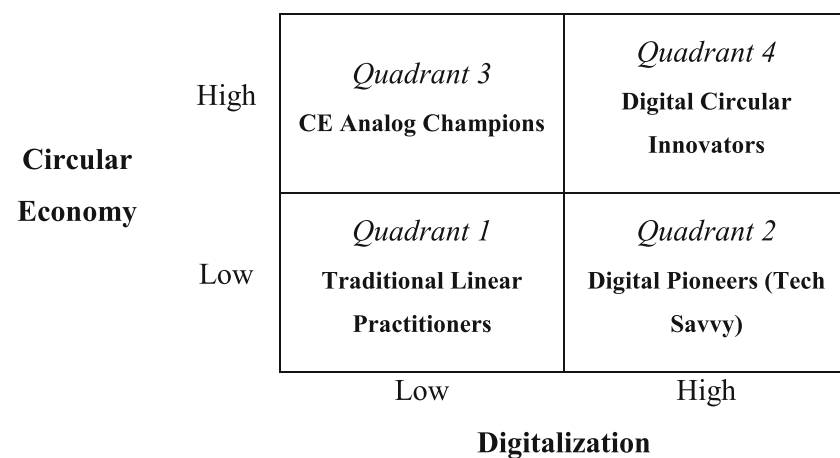 Circular
Economy
High
Quadrant 3
CE Analog Champions
Quadrant 4
Digital Circular
Innovators
Low
Quadrant 1
Traditional Linear
Practitioners
Quadrant 2
Digital Pioneers (Tech
Savvy)
Low
High
Digitalization